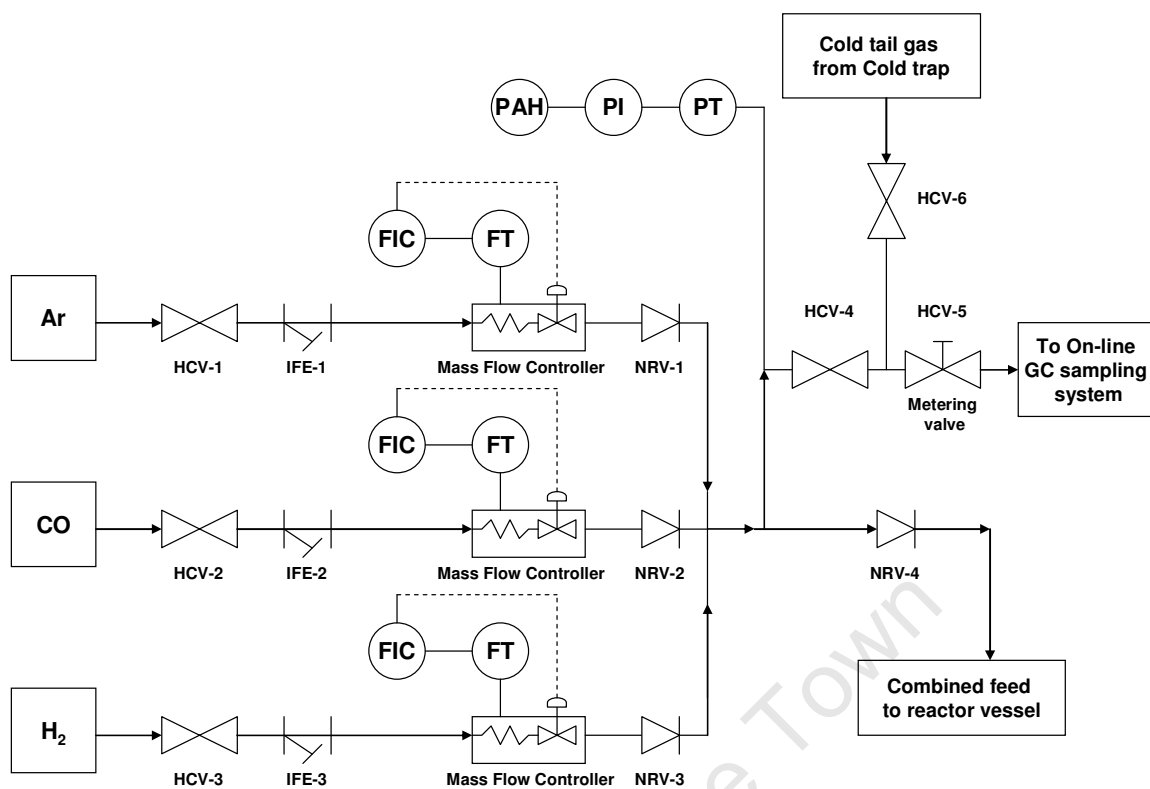 Cold tail gas
from Cold trap
PAH
PI
PT
HCV-6
FIC
FT
Ar
HCV-1
IFE-1
Mass Flow Controller
NRV-1
HCV-4
HCV-5
Metering
valve
To On-line
GC sampling
system
FIC
FT
CO
HCV-2
IFE-2
Mass Flow Controller
NRV-2
NRV-4
FIC
FT
H₂
HCV-3
IFE-3
Mass Flow Controller
NRV-3
Combined feed
to reactor vessel
Town